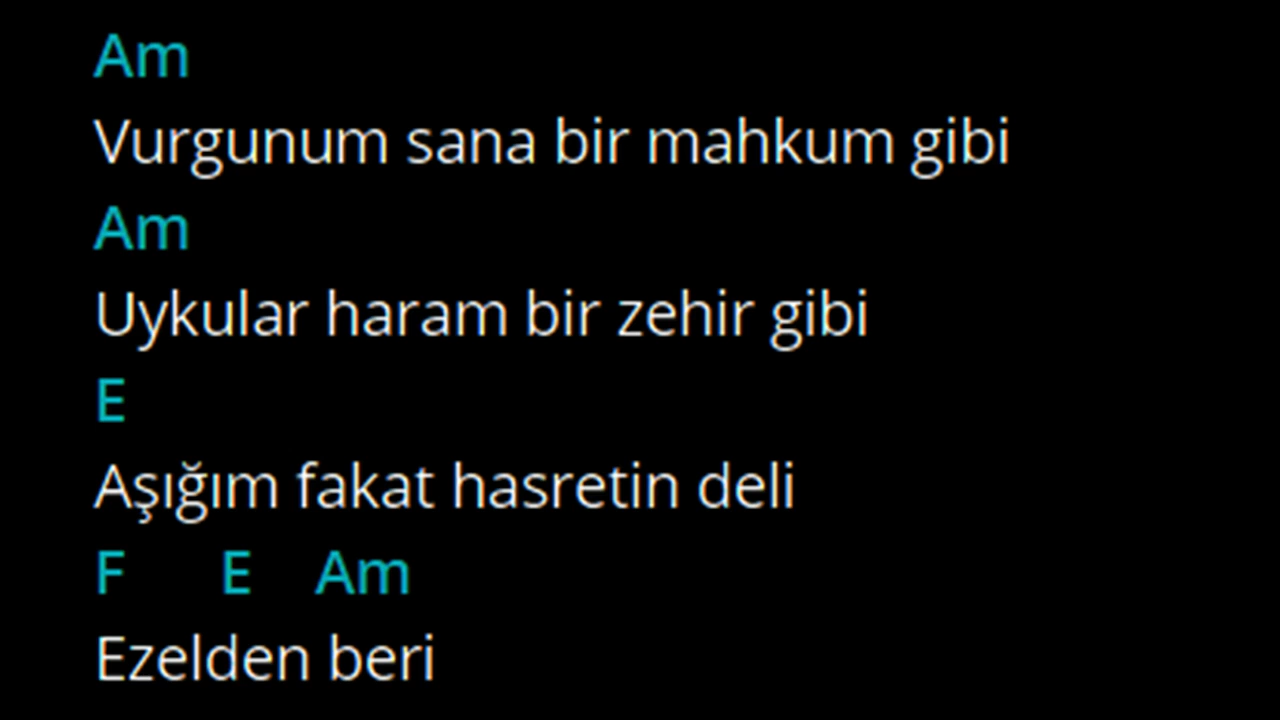 Am
Vurgunum sana bir mahkum gibi
Am
Uykular haram bir zehir gibi
E
Aşığım fakat hasretin deli
F E Am
Ezelden beri